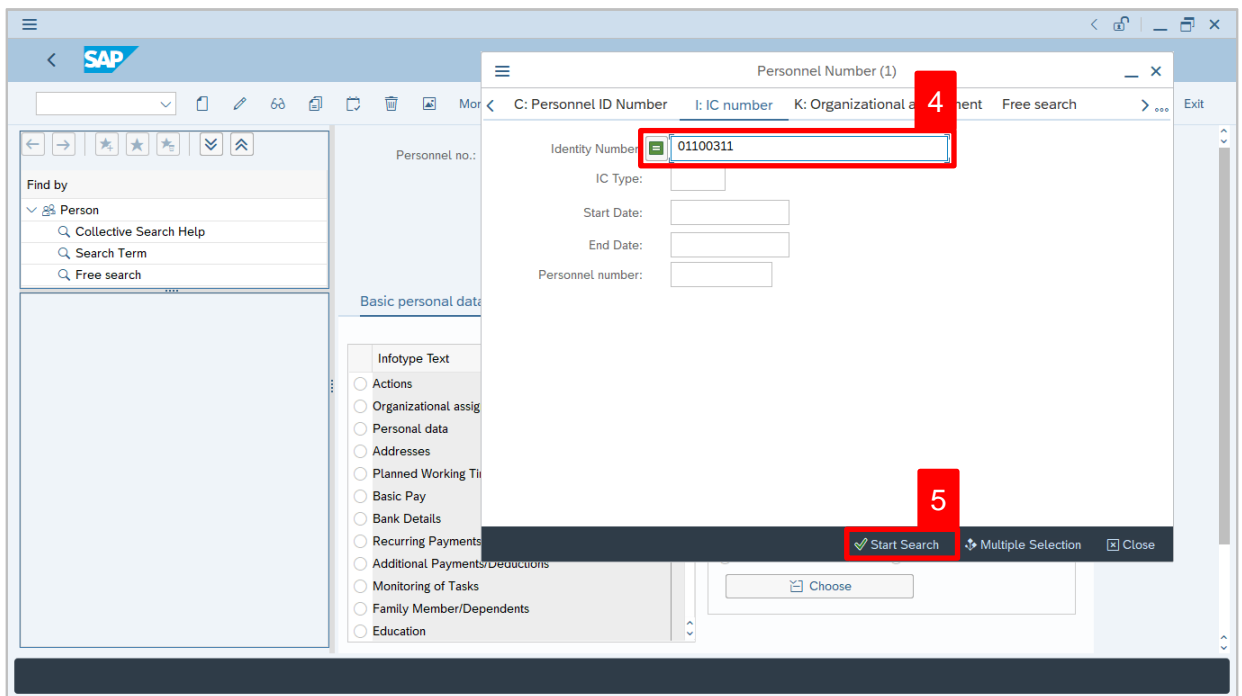 SAP
Mor
Exit
Personnel Number (1)
C: Personnel ID Number
I: IC number
K: Organizational a
4
ment
Free search
Identity Number
01100311
IC Type:
Start Date:
End Date:
Personnel number:
5
Start Search
Multiple Selection
Close
Find by
Person
Collective Search Help
Search Term
Free search
Personnel no.:
Basic personal data
Infotype Text
Actions
Organizational assig
Personal data
Addresses
Planned Working Ti
Basic Pay
Bank Details
Recurring Payments
Additional Payments/Deductions
Monitoring of Tasks
Family Member/Dependents
Education
Choose